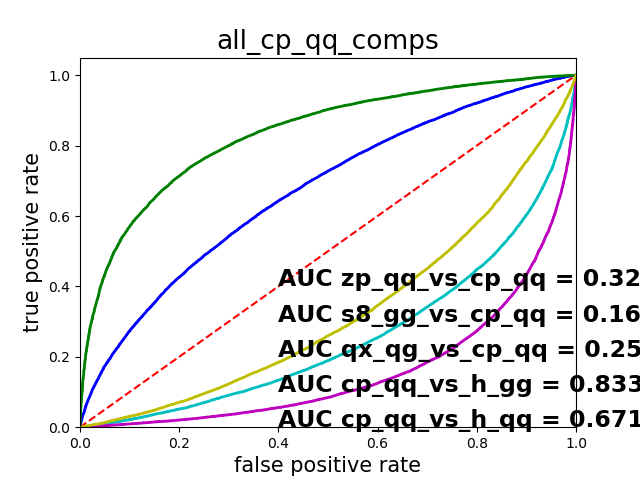 all_cp_qq_comps
1.0
0.8
0.6
0.4
0.2
0.0
true positive rate
AUC zp_qq_vs_cp_qq = 0.32
AUC s8_gg_vs_cp_qq = 0.16
AUC qx_qg_vs_cp_qq = 0.25
AUC cp_qq_vs_h_gg = 0.833
AUC cp_qq_vs_h_qq = 0.671
0.0 0.2 0.4 0.6 0.8 1.0
false positive rate